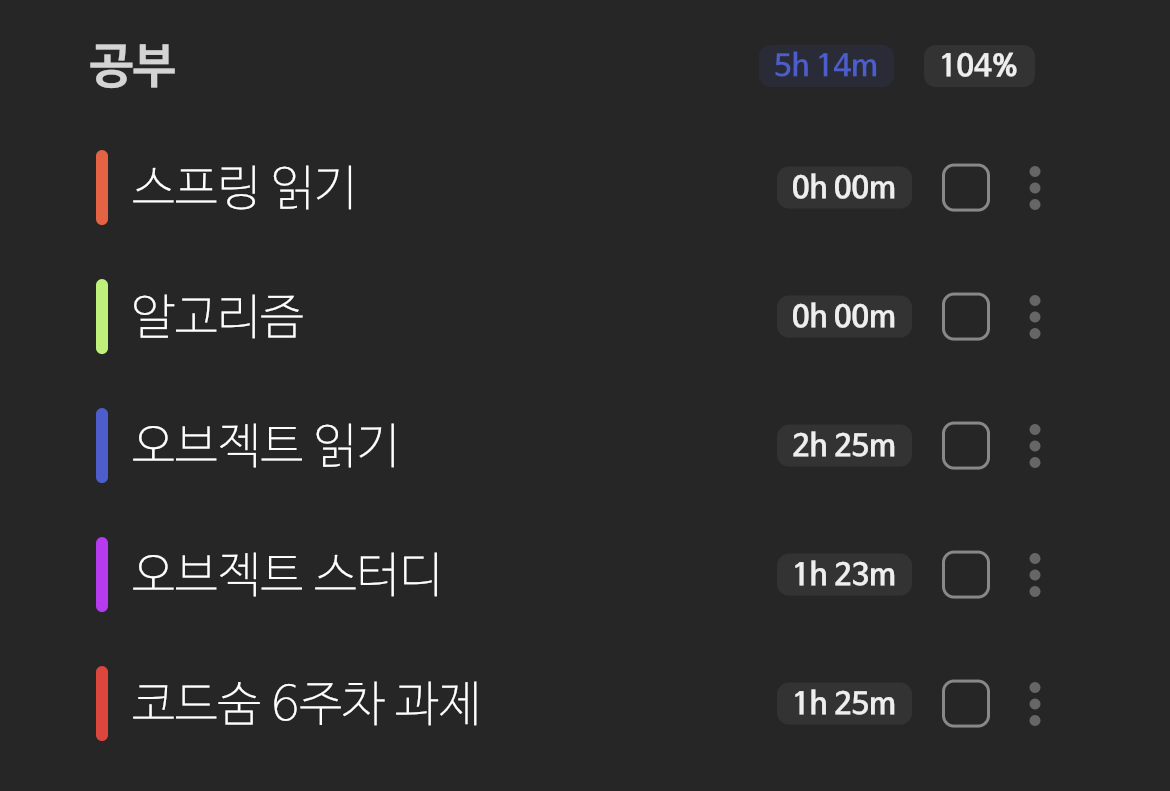 공부 5h 14m 104%
스프링 읽기 0h 00m
알고리즘 0h 00m
오브젝트 읽기 2h 25m
오브젝트 스터디 1h 23m
코드숨 6주차 과제 1h 25m